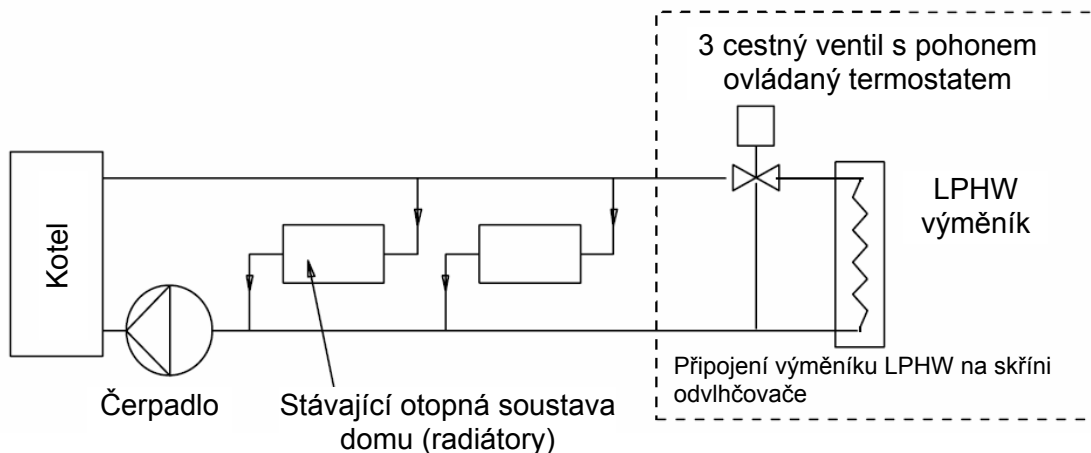 3 cestný ventil s pohonem
ovládaný termostatem
Kotel
LPHW
výměník
Čerpadlo
Stávající otopná soustava
domu (radiátory)
Připojení výměníku LPHW na skříni
odvlhčovače